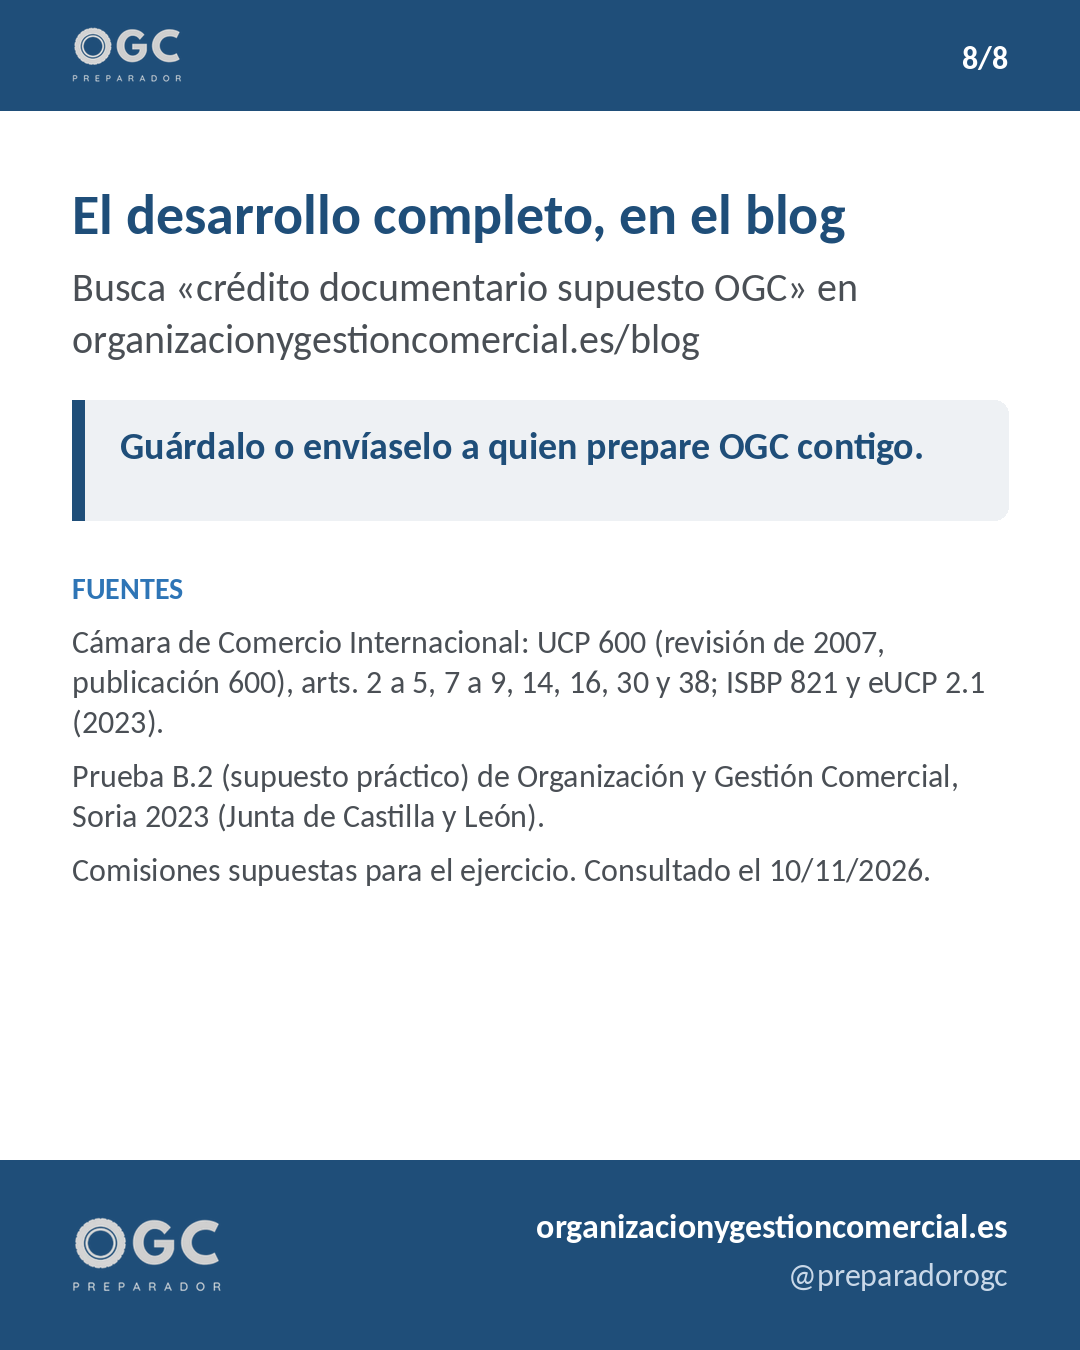 OGC
PREPARADOR
8/8
El desarrollo completo, en el blog
Busca «crédito documentario supuesto OGC» en
organizacionygestioncomercial.es/blog
Guárdalo o envíaselo a quien prepare OGC contigo.
FUENTES
Cámara de Comercio Internacional: UCP 600 (revisión de 2007,
publicación 600), arts. 2 a 5, 7 a 9, 14, 16, 30 y 38; ISBP 821 y eUCP 2.1
(2023).
Prueba B.2 (supuesto práctico) de Organización y Gestión Comercial,
Soria 2023 (Junta de Castilla y León).
Comisiones supuestas para el ejercicio. Consultado el 10/11/2026.
OGC
PREPARADOR
organizacionygestioncomercial.es
@preparadorogc